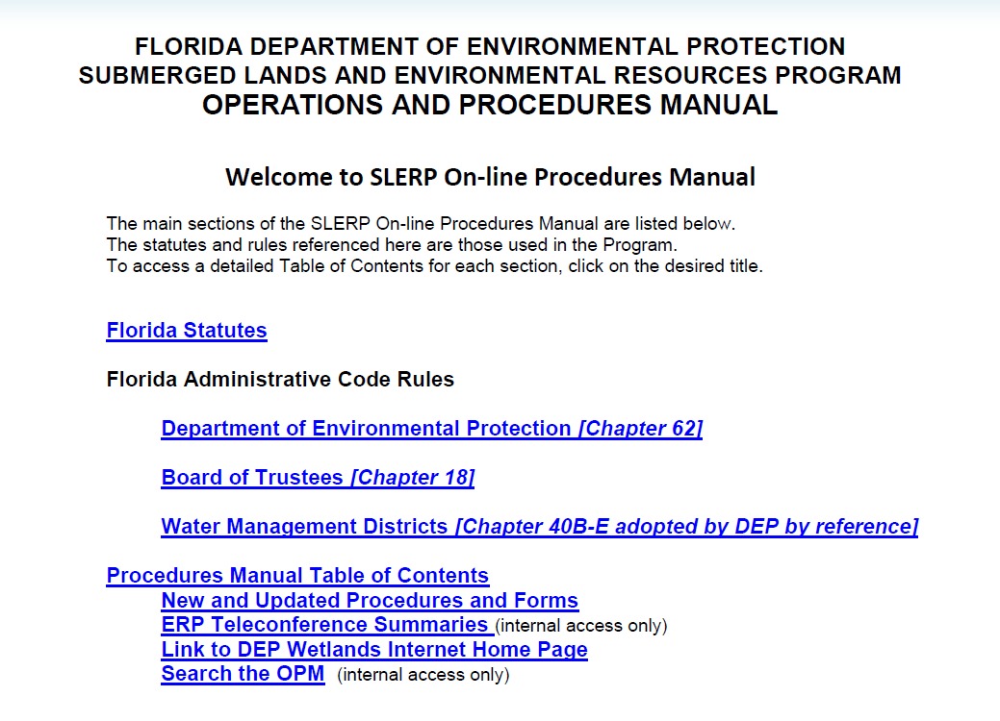 FLORIDA DEPARTMENT OF ENVIRONMENTAL PROTECTION
SUBMERGED LANDS AND ENVIRONMENTAL RESOURCES PROGRAM
OPERATIONS AND PROCEDURES MANUAL
Welcome to SLERP On-line Procedures Manual
The main sections of the SLERP On-line Procedures Manual are listed below.
The statutes and rules referenced here are those used in the Program.
To access a detailed Table of Contents for each section, click on the desired title.
Florida Statutes
Florida Administrative Code Rules
Department of Environmental Protection [Chapter 62]
Board of Trustees [Chapter 18]
Water Management Districts [Chapter 40B-E adopted by DEP by reference]
Procedures Manual Table of Contents
New and Updated Procedures and Forms
ERP Teleconference Summaries (internal access only)
Link to DEP Wetlands Internet Home Page
Search the OPM (internal access only)